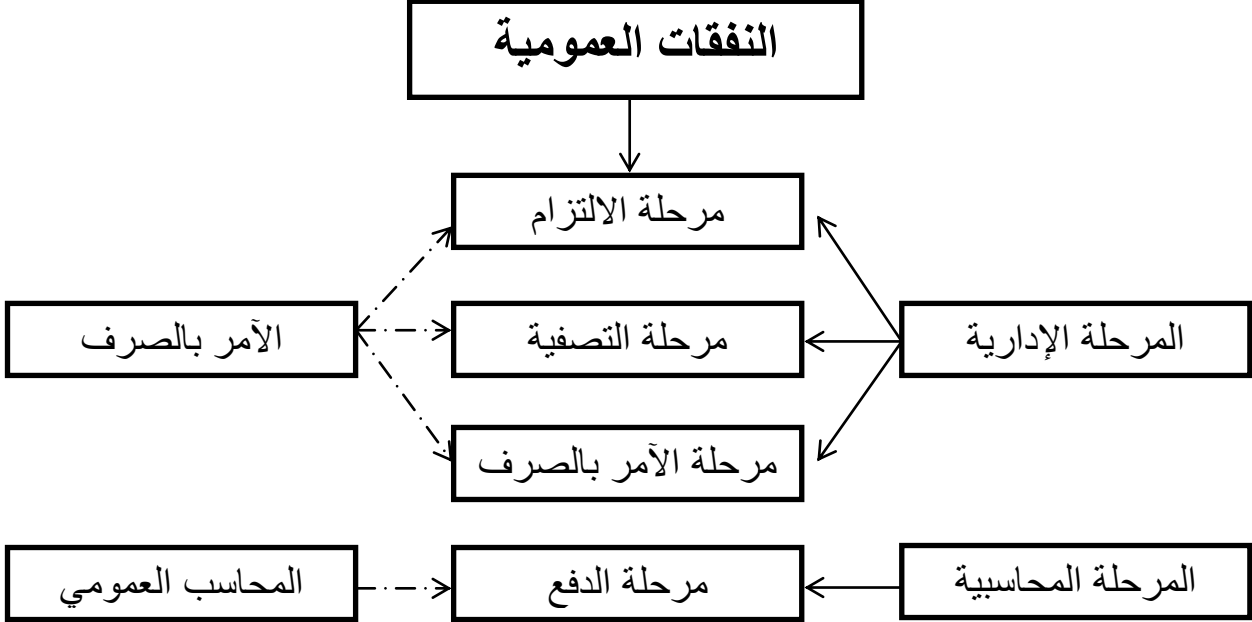 النفقات العمومية
مرحلة الالتزام
المرحلة الإدارية
مرحلة التصفية
الآمر بالصرف
مرحلة الآمر بالصرف
المرحلة المحاسبية
مرحلة الدفع
المحاسب العمومي